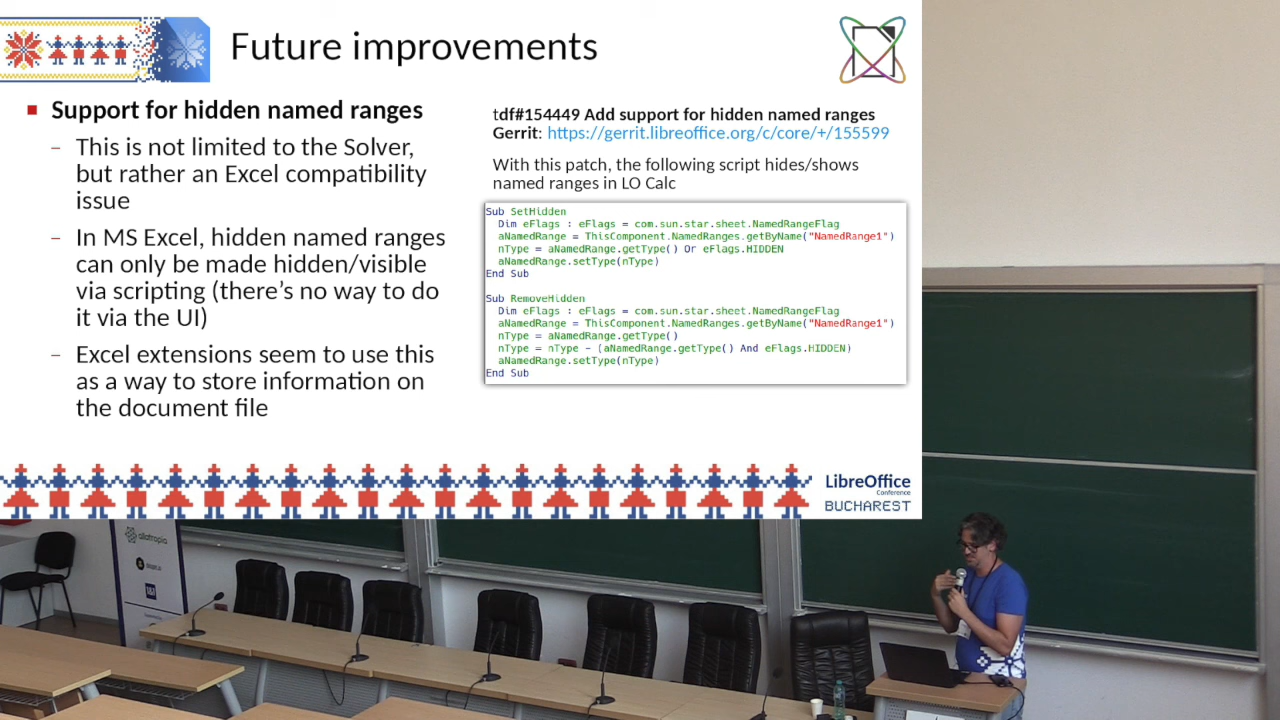 Future improvements
Support for hidden named ranges
– This is not limited to the Solver,
but rather an Excel compatibility
issue
– In MS Excel, hidden named ranges
can only be made hidden/visible
via scripting (there's no way to do
it via the UI)
– Excel extensions seem to use this
as a way to store information on
the document file
tdf#154449 Add support for hidden named ranges
Gerrit: https://gerrit.libreoffice.org/c/core/+/155599
With this patch, the following script hides/shows
named ranges in LO Calc
Sub SetHidden
Dim eFlags : eFlags = com.sun.star.sheet.NamedRangeFlag
aNamedRange = ThisComponent.NamedRanges.getByName("NamedRange1")
nType = aNamedRange.getType() Or eFlags.HIDDEN
aNamedRange.setType(nType)
End Sub
Sub RemoveHidden
Dim eFlags : eFlags = com.sun.star.sheet.NamedRangeFlag
aNamedRange = ThisComponent.NamedRanges.getByName("NamedRange1")
nType = aNamedRange.getType()
nType = nType - (aNamedRange.getType() And eFlags.HIDDEN)
aNamedRange.setType(nType)
End Sub
LibreOffice
Conference
BUCHAREST
allotropia